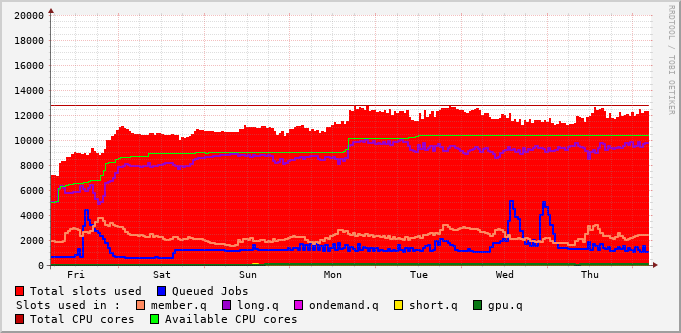 RRDTOOL / TOBI OETIKER
20000
18000
16000
14000
12000
10000
8000
6000
4000
2000
0
Fri Sat Sun Mon Tue Wed Thu
Total slots used Queued Jobs
Slots used in : member.q long.q ondemand.q short.q gpu.q
Total CPU cores Available CPU cores